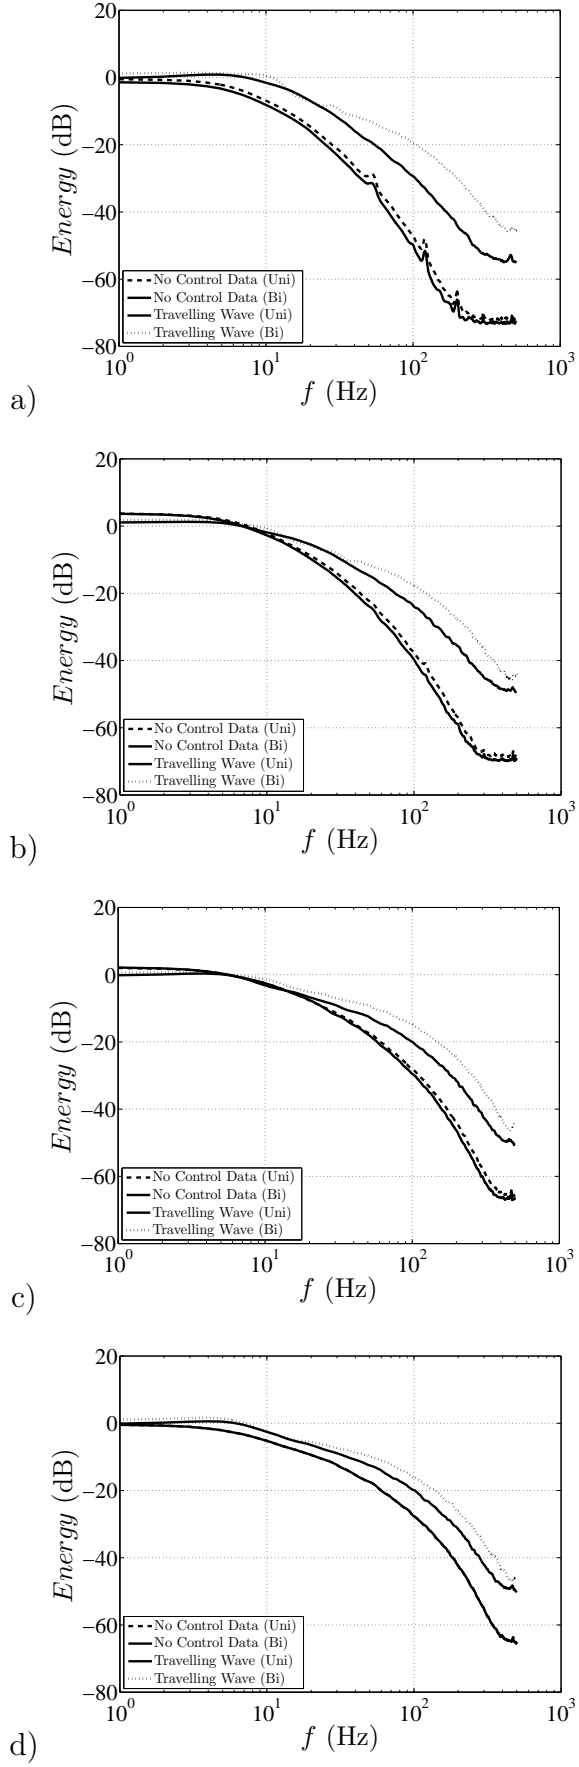 20
0
−20
−40
−60
−80
Energy (dB)
No Control Data (Uni)
No Control Data (Bi)
Travelling Wave (Uni)
Travelling Wave (Bi)
10^0
10^1
10^2
10^3
f (Hz)
a)
20
0
−20
−40
−60
−80
Energy (dB)
No Control Data (Uni)
No Control Data (Bi)
Travelling Wave (Uni)
Travelling Wave (Bi)
10^0
10^1
10^2
10^3
f (Hz)
b)
20
0
−20
−40
−60
−80
Energy (dB)
No Control Data (Uni)
No Control Data (Bi)
Travelling Wave (Uni)
Travelling Wave (Bi)
10^0
10^1
10^2
10^3
f (Hz)
c)
20
0
−20
−40
−60
−80
Energy (dB)
No Control Data (Uni)
No Control Data (Bi)
Travelling Wave (Uni)
Travelling Wave (Bi)
10^0
10^1
10^2
10^3
f (Hz)
d)